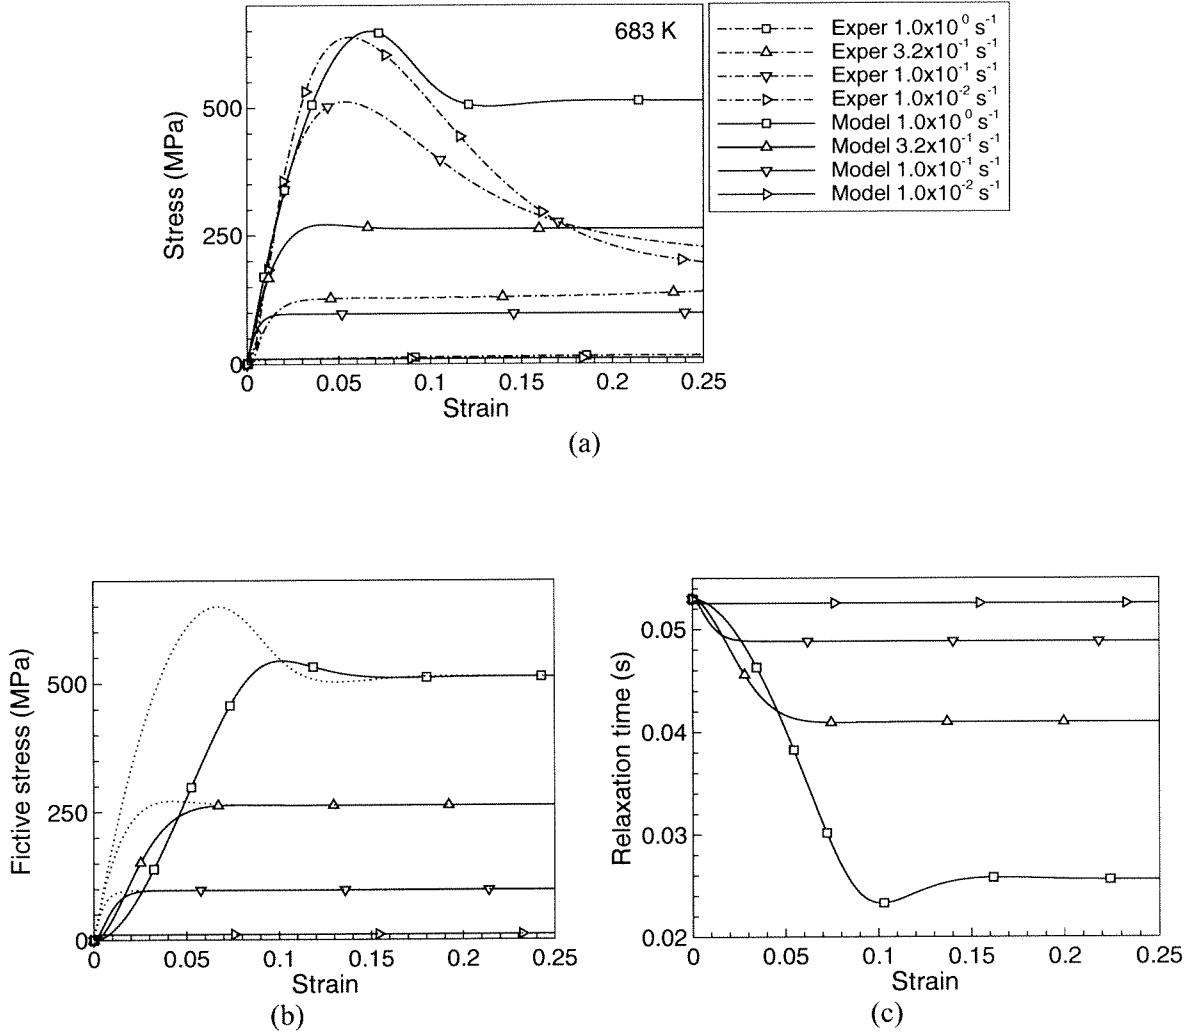 683 K
Exper 1.0x10⁰ s⁻¹
Exper 3.2x10⁻¹ s⁻¹
Exper 1.0x10⁻¹ s⁻¹
Exper 1.0x10⁻² s⁻¹
Model 1.0x10⁰ s⁻¹
Model 3.2x10⁻¹ s⁻¹
Model 1.0x10⁻¹ s⁻¹
Model 1.0x10⁻² s⁻¹
Stress (MPa)
500
250
0
0 0.05 0.1 0.15 0.2 0.25
Strain
(a)
Fictive stress (MPa)
500
250
0
0 0.05 0.1 0.15 0.2 0.25
Strain
(b)
Relaxation time (s)
0.05
0.04
0.03
0.02
0 0.05 0.1 0.15 0.2 0.25
Strain
(c)